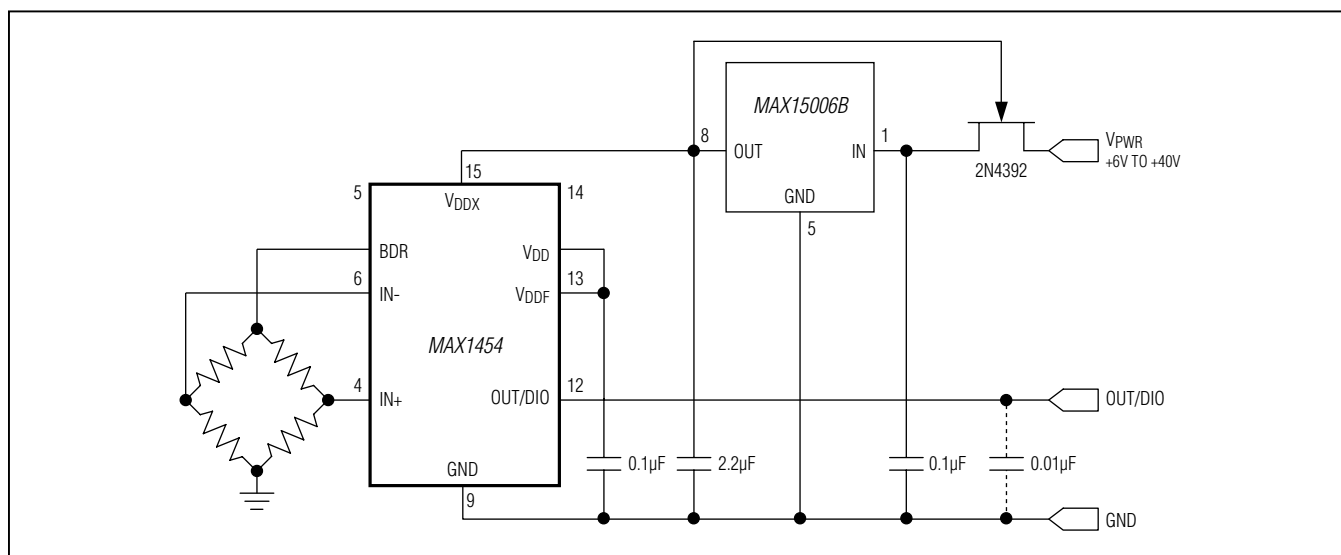 MAX15006B
8
OUT
IN
1
GND
5
2N4392
VPWR
+6V TO +40V
15
5
VDDX
14
BDR
VDD
6
13
IN-
VDDF
MAX1454
4
IN+
12
OUT/DIO
OUT/DIO
GND
9
0.1µF
2.2µF
0.1µF
0.01µF
GND